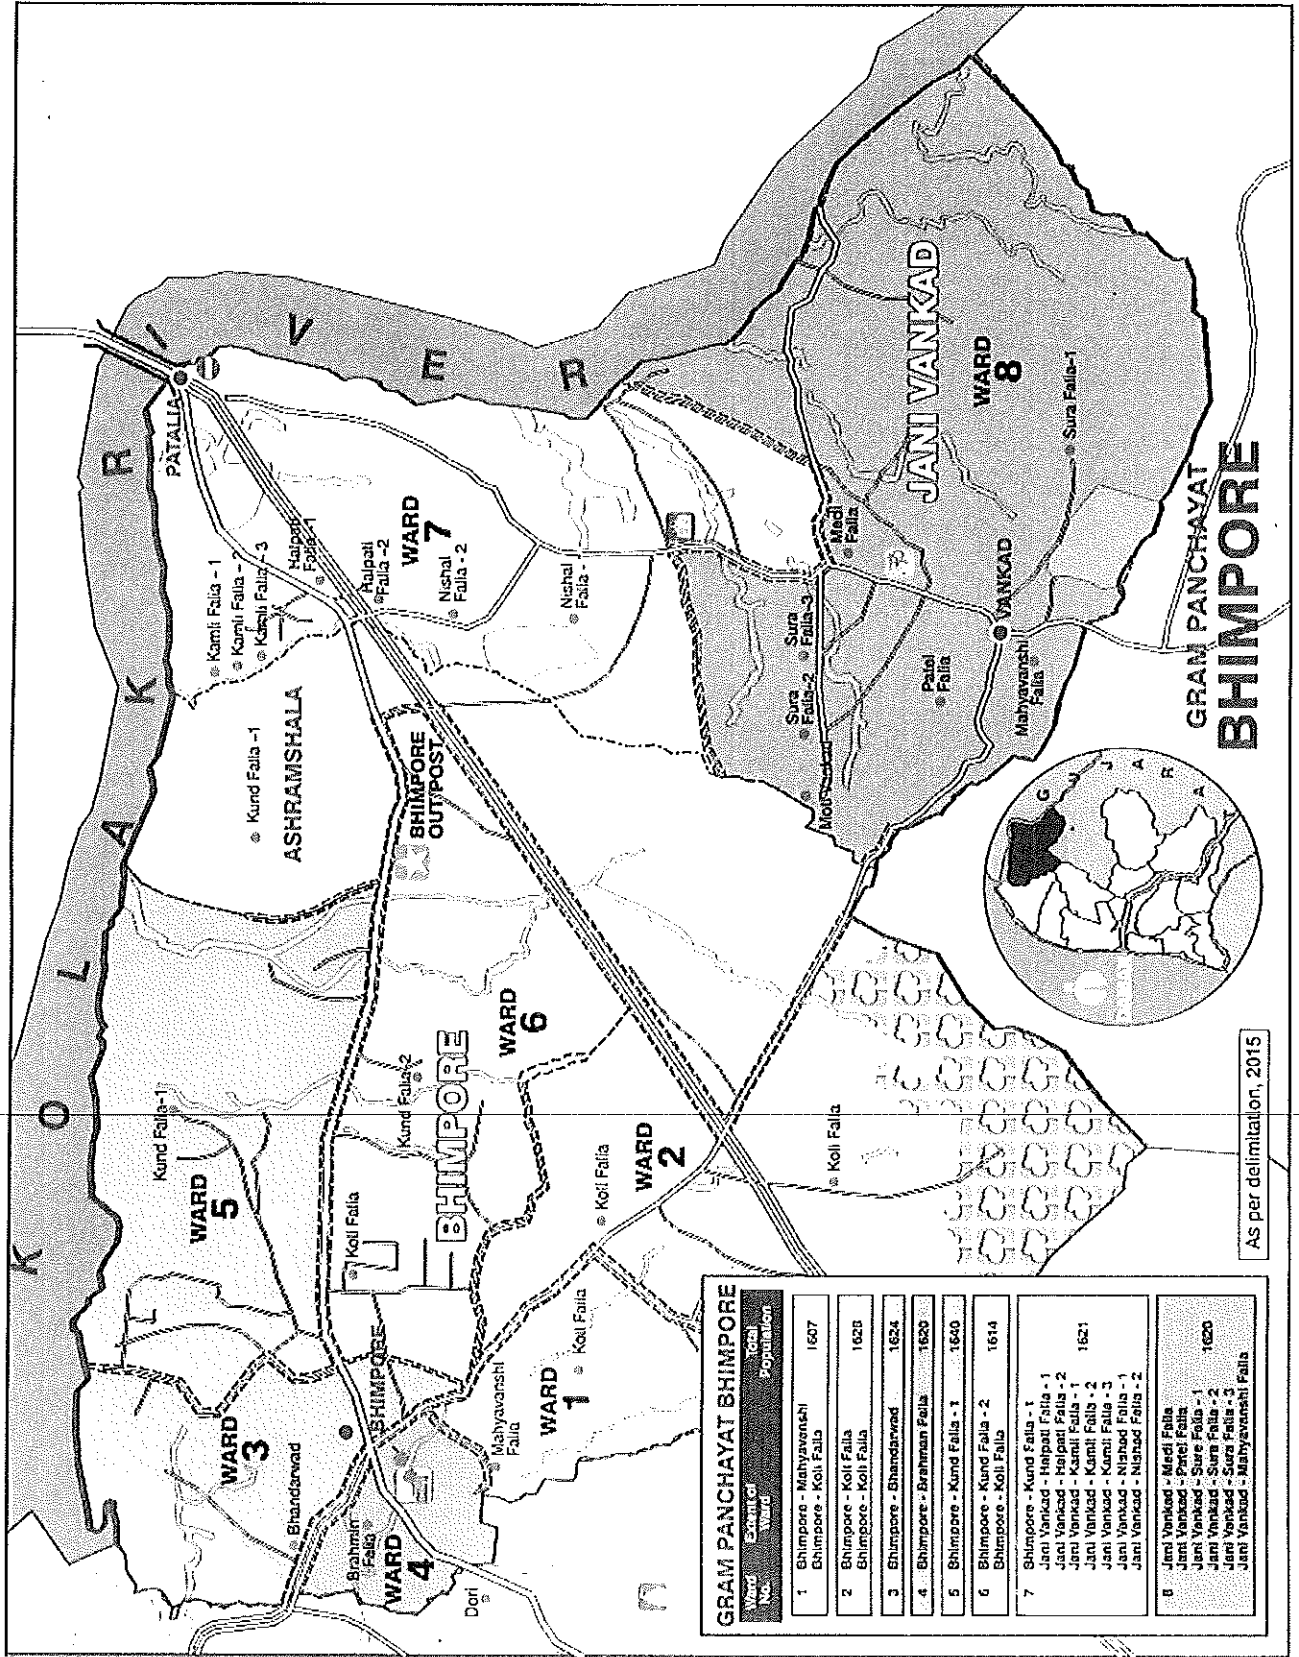 KOLAK RIVER
PATALIA
Kamli Falia - 1
Kamli Falia - 2
Kamli Falia - 3
Halpati
Falia -1
Halpati
Falia -2
WARD
7
Nishal
Falia - 2
Nishal
Falia -
Kund Falia -1
ASHRAMSHALA
BHIMPORE
OUTPOST
JANI VANKAD
WARD
8
Sura Falia-1
Medi
Falia
Sura
Falia-3
Sura
Falia-2
Moti Vankad
Patel
Falia
VANKAD
Mahyavanshi
Falia
Kund Falia-1
WARD
5
Kund Falia-2
WARD
6
BHIMPORE
Koli Falia
Koli Falia
WARD
2
Koli Falia
Koli Falia
WARD
1
Mahyavanshi
Falia
BHIMPORE
WARD
3
Bhandarwad
Brahmin
Falia
WARD
4
Dori
GUJARAT
GRAM PANCHAYAT
BHIMPORE
As per delimitation, 2015
GRAM PANCHAYAT BHIMPORE
Ward No. Extent of Ward Total Population
1 Bhimpore - Mahyavanshi 1607
Bhimpore - Koli Falia
2 Bhimpore - Koli Falia 1628
Bhimpore - Koli Falia
3 Bhimpore - Bhandarwad 1624
4 Bhimpore - Brahman Falia 1620
5 Bhimpore - Kund Falia - 1 1640
6 Bhimpore - Kund Falia - 2 1614
Bhimpore - Koli Falia
7 Bhimpore - Kund Falia - 1
Jani Vankad - Halpati Falia - 1
Jani Vankad - Halpati Falia - 2
Jani Vankad - Kamli Falia - 1 1621
Jani Vankad - Kamli Falia - 2
Jani Vankad - Kamli Falia - 3
Jani Vankad - Nishad Falia - 1
Jani Vankad - Nishad Falia - 2
8 Jani Vankad - Medi Falia
Jani Vankad - Patel Falia
Jani Vankad - Sura Falia - 1
Jani Vankad - Sura Falia - 2 1620
Jani Vankad - Sura Falia - 3
Jani Vankad - Mahyavanshi Falia